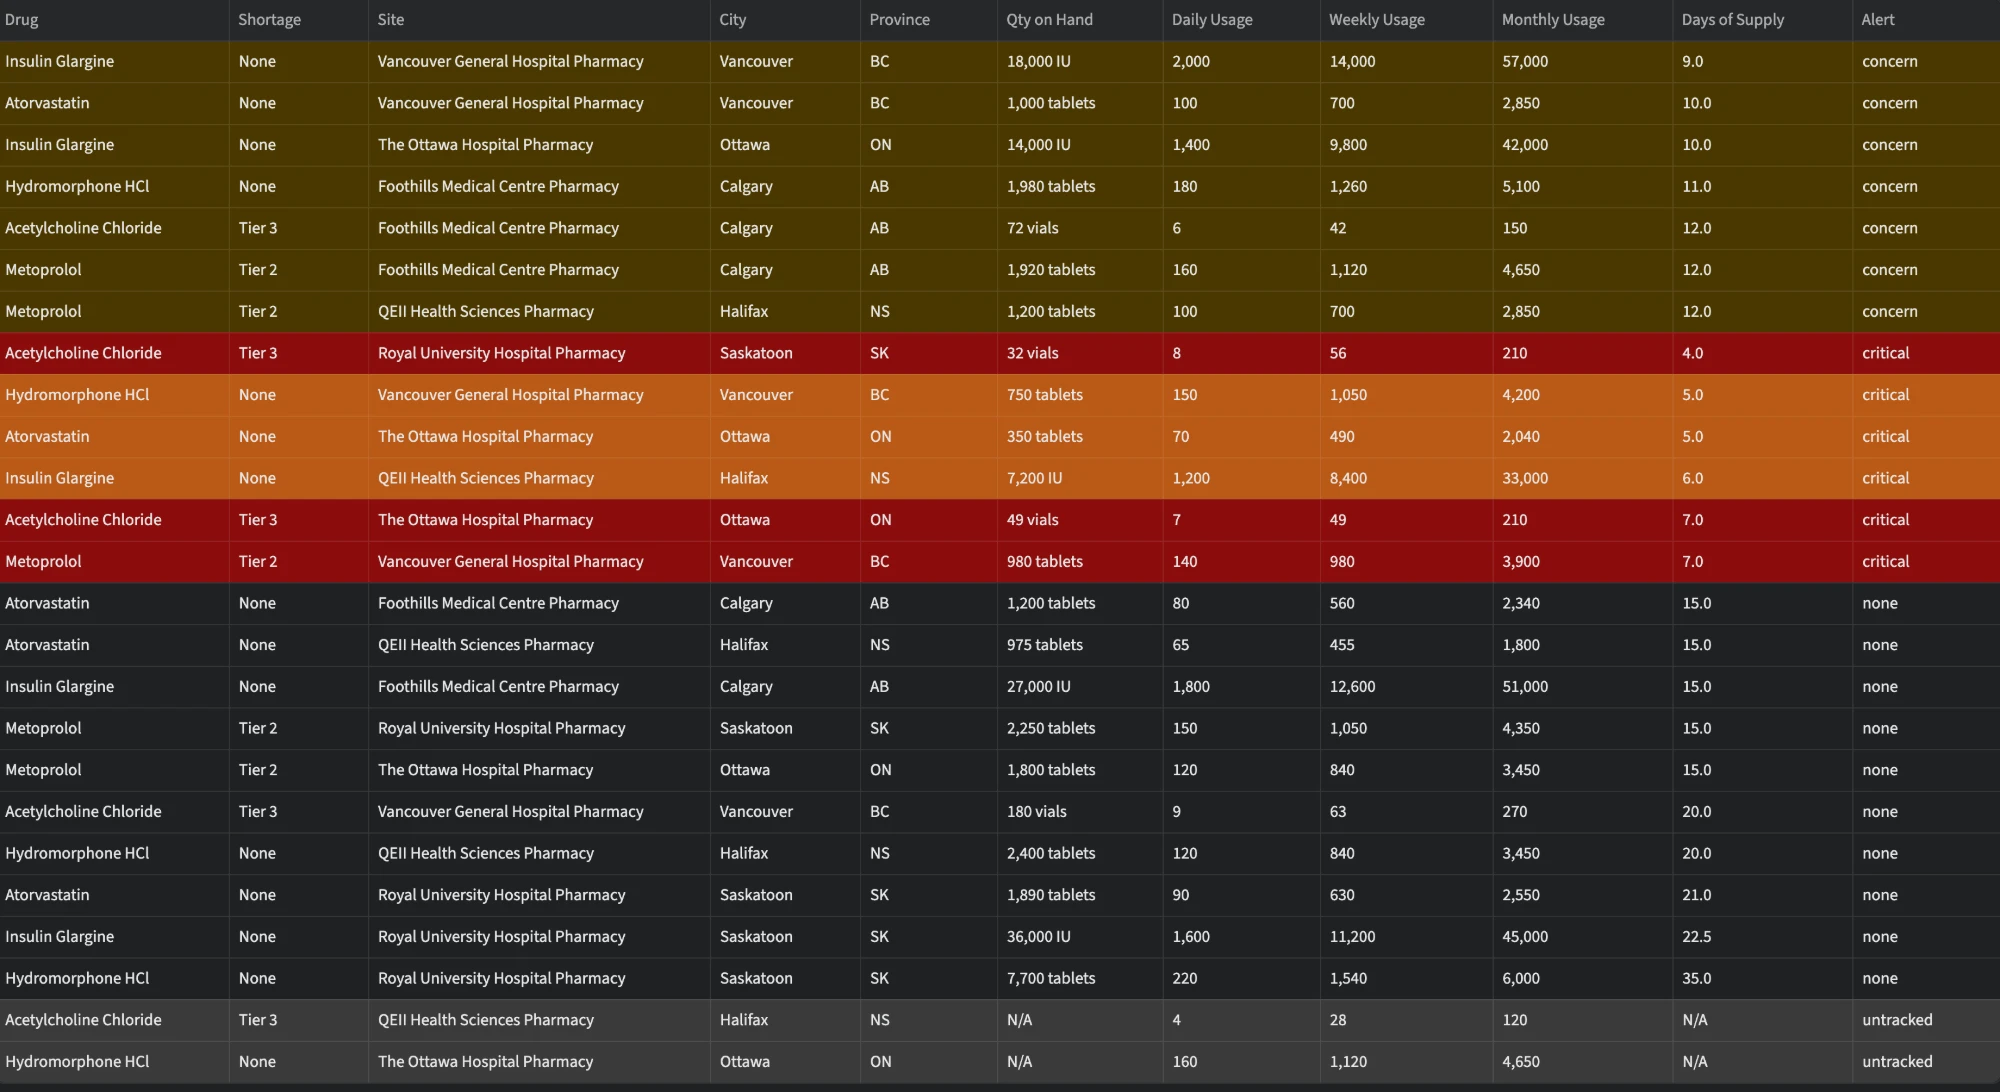 Drug Shortage Site City Province Qty on Hand Daily Usage Weekly Usage Monthly Usage Days of Supply Alert
Insulin Glargine None Vancouver General Hospital Pharmacy Vancouver BC 18,000 IU 2,000 14,000 57,000 9.0 concern
Atorvastatin None Vancouver General Hospital Pharmacy Vancouver BC 1,000 tablets 100 700 2,850 10.0 concern
Insulin Glargine None The Ottawa Hospital Pharmacy Ottawa ON 14,000 IU 1,400 9,800 42,000 10.0 concern
Hydromorphone HCl None Foothills Medical Centre Pharmacy Calgary AB 1,980 tablets 180 1,260 5,100 11.0 concern
Acetylcholine Chloride Tier 3 Foothills Medical Centre Pharmacy Calgary AB 72 vials 6 42 150 12.0 concern
Metoprolol Tier 2 Foothills Medical Centre Pharmacy Calgary AB 1,920 tablets 160 1,120 4,650 12.0 concern
Metoprolol Tier 2 QEII Health Sciences Pharmacy Halifax NS 1,200 tablets 100 700 2,850 12.0 concern
Acetylcholine Chloride Tier 3 Royal University Hospital Pharmacy Saskatoon SK 32 vials 8 56 210 4.0 critical
Hydromorphone HCl None Vancouver General Hospital Pharmacy Vancouver BC 750 tablets 150 1,050 4,200 5.0 critical
Atorvastatin None The Ottawa Hospital Pharmacy Ottawa ON 350 tablets 70 490 2,040 5.0 critical
Insulin Glargine None QEII Health Sciences Pharmacy Halifax NS 7,200 IU 1,200 8,400 33,000 6.0 critical
Acetylcholine Chloride Tier 3 The Ottawa Hospital Pharmacy Ottawa ON 49 vials 7 49 210 7.0 critical
Metoprolol Tier 2 Vancouver General Hospital Pharmacy Vancouver BC 980 tablets 140 980 3,900 7.0 critical
Atorvastatin None Foothills Medical Centre Pharmacy Calgary AB 1,200 tablets 80 560 2,340 15.0 none
Atorvastatin None QEII Health Sciences Pharmacy Halifax NS 975 tablets 65 455 1,800 15.0 none
Insulin Glargine None Foothills Medical Centre Pharmacy Calgary AB 27,000 IU 1,800 12,600 51,000 15.0 none
Metoprolol Tier 2 Royal University Hospital Pharmacy Saskatoon SK 2,250 tablets 150 1,050 4,350 15.0 none
Metoprolol Tier 2 The Ottawa Hospital Pharmacy Ottawa ON 1,800 tablets 120 840 3,450 15.0 none
Acetylcholine Chloride Tier 3 Vancouver General Hospital Pharmacy Vancouver BC 180 vials 9 63 270 20.0 none
Hydromorphone HCl None QEII Health Sciences Pharmacy Halifax NS 2,400 tablets 120 840 3,450 20.0 none
Atorvastatin None Royal University Hospital Pharmacy Saskatoon SK 1,890 tablets 90 630 2,550 21.0 none
Insulin Glargine None Royal University Hospital Pharmacy Saskatoon SK 36,000 IU 1,600 11,200 45,000 22.5 none
Hydromorphone HCl None Royal University Hospital Pharmacy Saskatoon SK 7,700 tablets 220 1,540 6,000 35.0 none
Acetylcholine Chloride Tier 3 QEII Health Sciences Pharmacy Halifax NS N/A 4 28 120 N/A untracked
Hydromorphone HCl None The Ottawa Hospital Pharmacy Ottawa ON N/A 160 1,120 4,650 N/A untracked